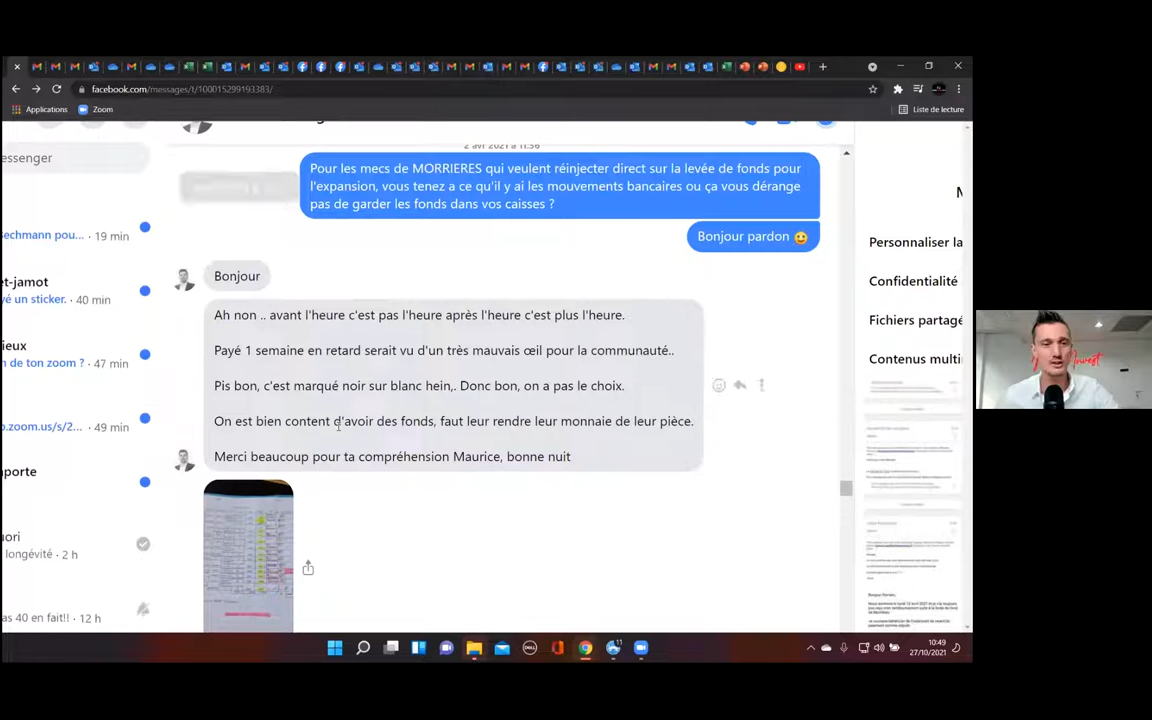 facebook.com/messages/t/100015299193383/
Applications
Zoom
Liste de lecture
essenger
2 avr 2021 à 11:56
Pour les mecs de MORRIERES qui veulent réinjecter direct sur la levée de fonds pour
l'expansion, vous tenez a ce qu'il y ai les mouvements bancaires ou ça vous dérange
pas de garder les fonds dans vos caisses ?
Bonjour pardon
Bonjour
Ah non .. avant l'heure c'est pas l'heure après l'heure c'est plus l'heure.
Payé 1 semaine en retard serait vu d'un très mauvais œil pour la communauté..
Pis bon, c'est marqué noir sur blanc hein,. Donc bon, on a pas le choix.
On est bien content d'avoir des fonds, faut leur rendre leur monnaie de leur pièce.
Merci beaucoup pour ta compréhension Maurice, bonne nuit
echmann pou... · 19 min
et-jamot
yé un sticker. · 40 min
ieux
n de ton zoom ? · 47 min
o.zoom.us/s/2... · 49 min
aporte
uori
longévité · 2 h
as 40 en fait!! · 12 h
M
Personnaliser la
Confidentialité
Fichiers partagé
Contenus multi
Bonjour
Invest
DELL
11
10:49
27/10/2021